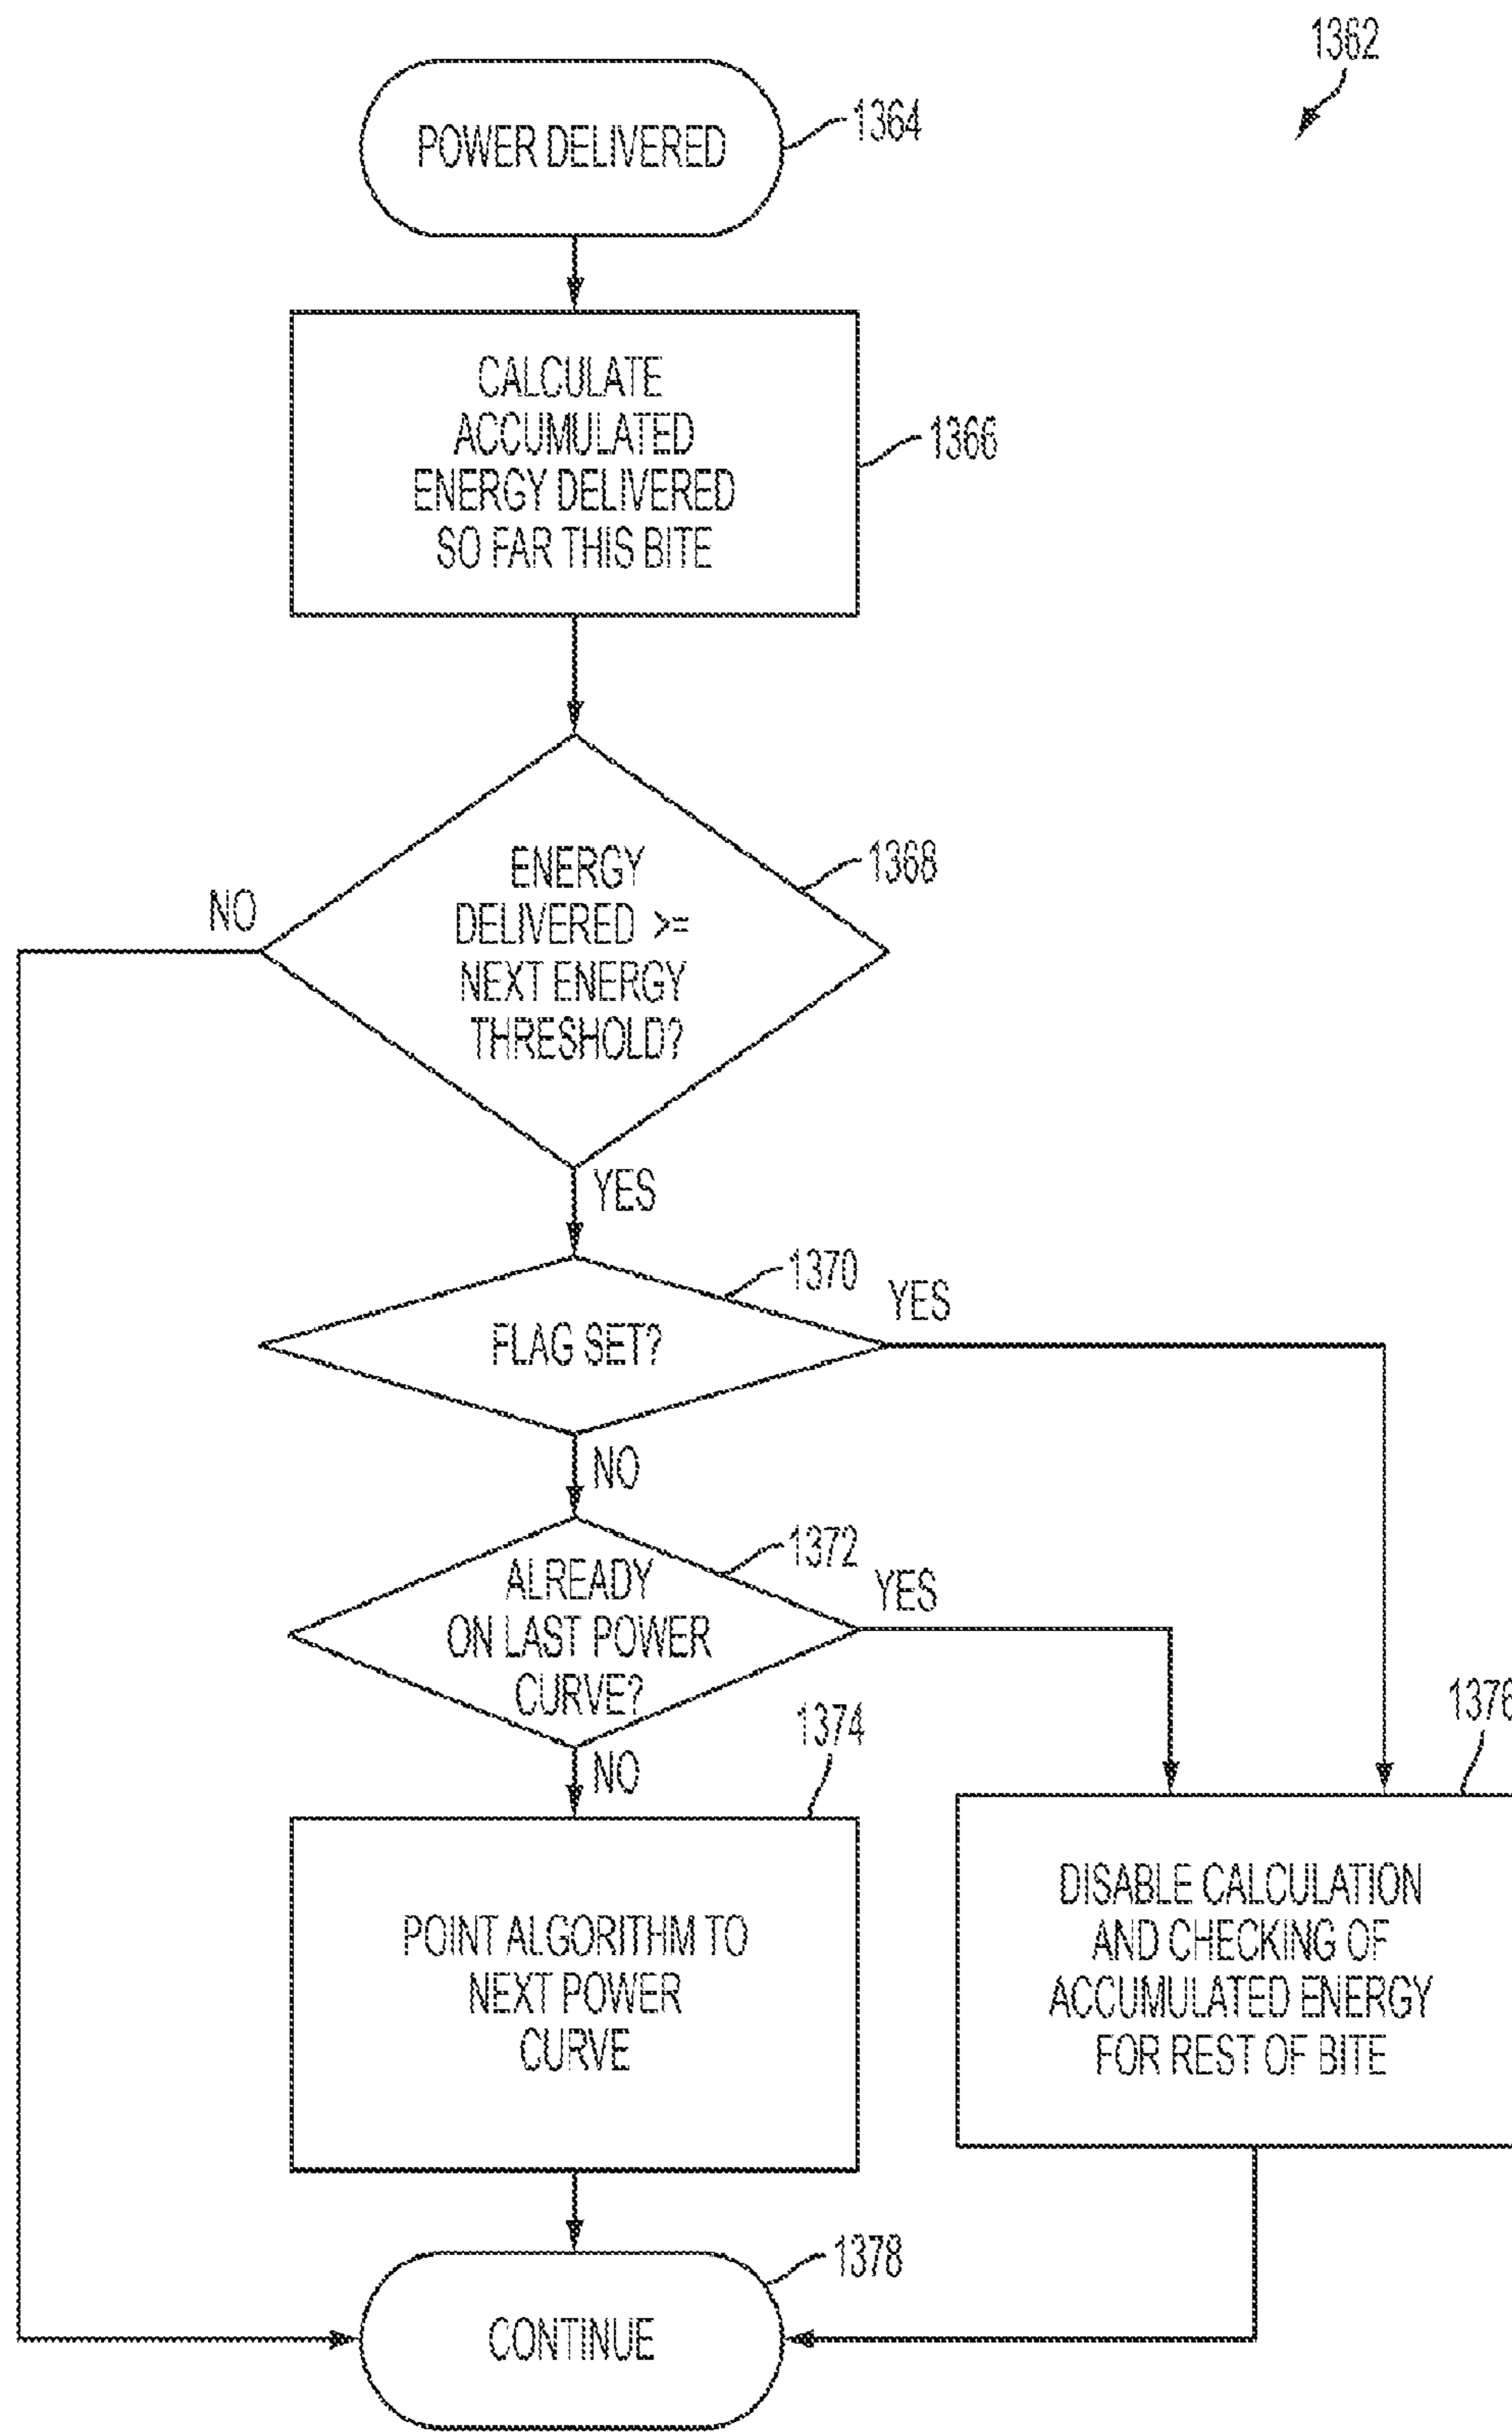 1362
POWER DELIVERED
1364
CALCULATE
ACCUMULATED
ENERGY DELIVERED
SO FAR THIS BITE
1366
ENERGY
DELIVERED >=
NEXT ENERGY
THRESHOLD?
1368
NO
YES
FLAG SET?
1370
YES
NO
ALREADY
ON LAST POWER
CURVE?
1372
YES
NO
POINT ALGORITHM TO
NEXT POWER
CURVE
1374
DISABLE CALCULATION
AND CHECKING OF
ACCUMULATED ENERGY
FOR REST OF BITE
1376
CONTINUE
1378